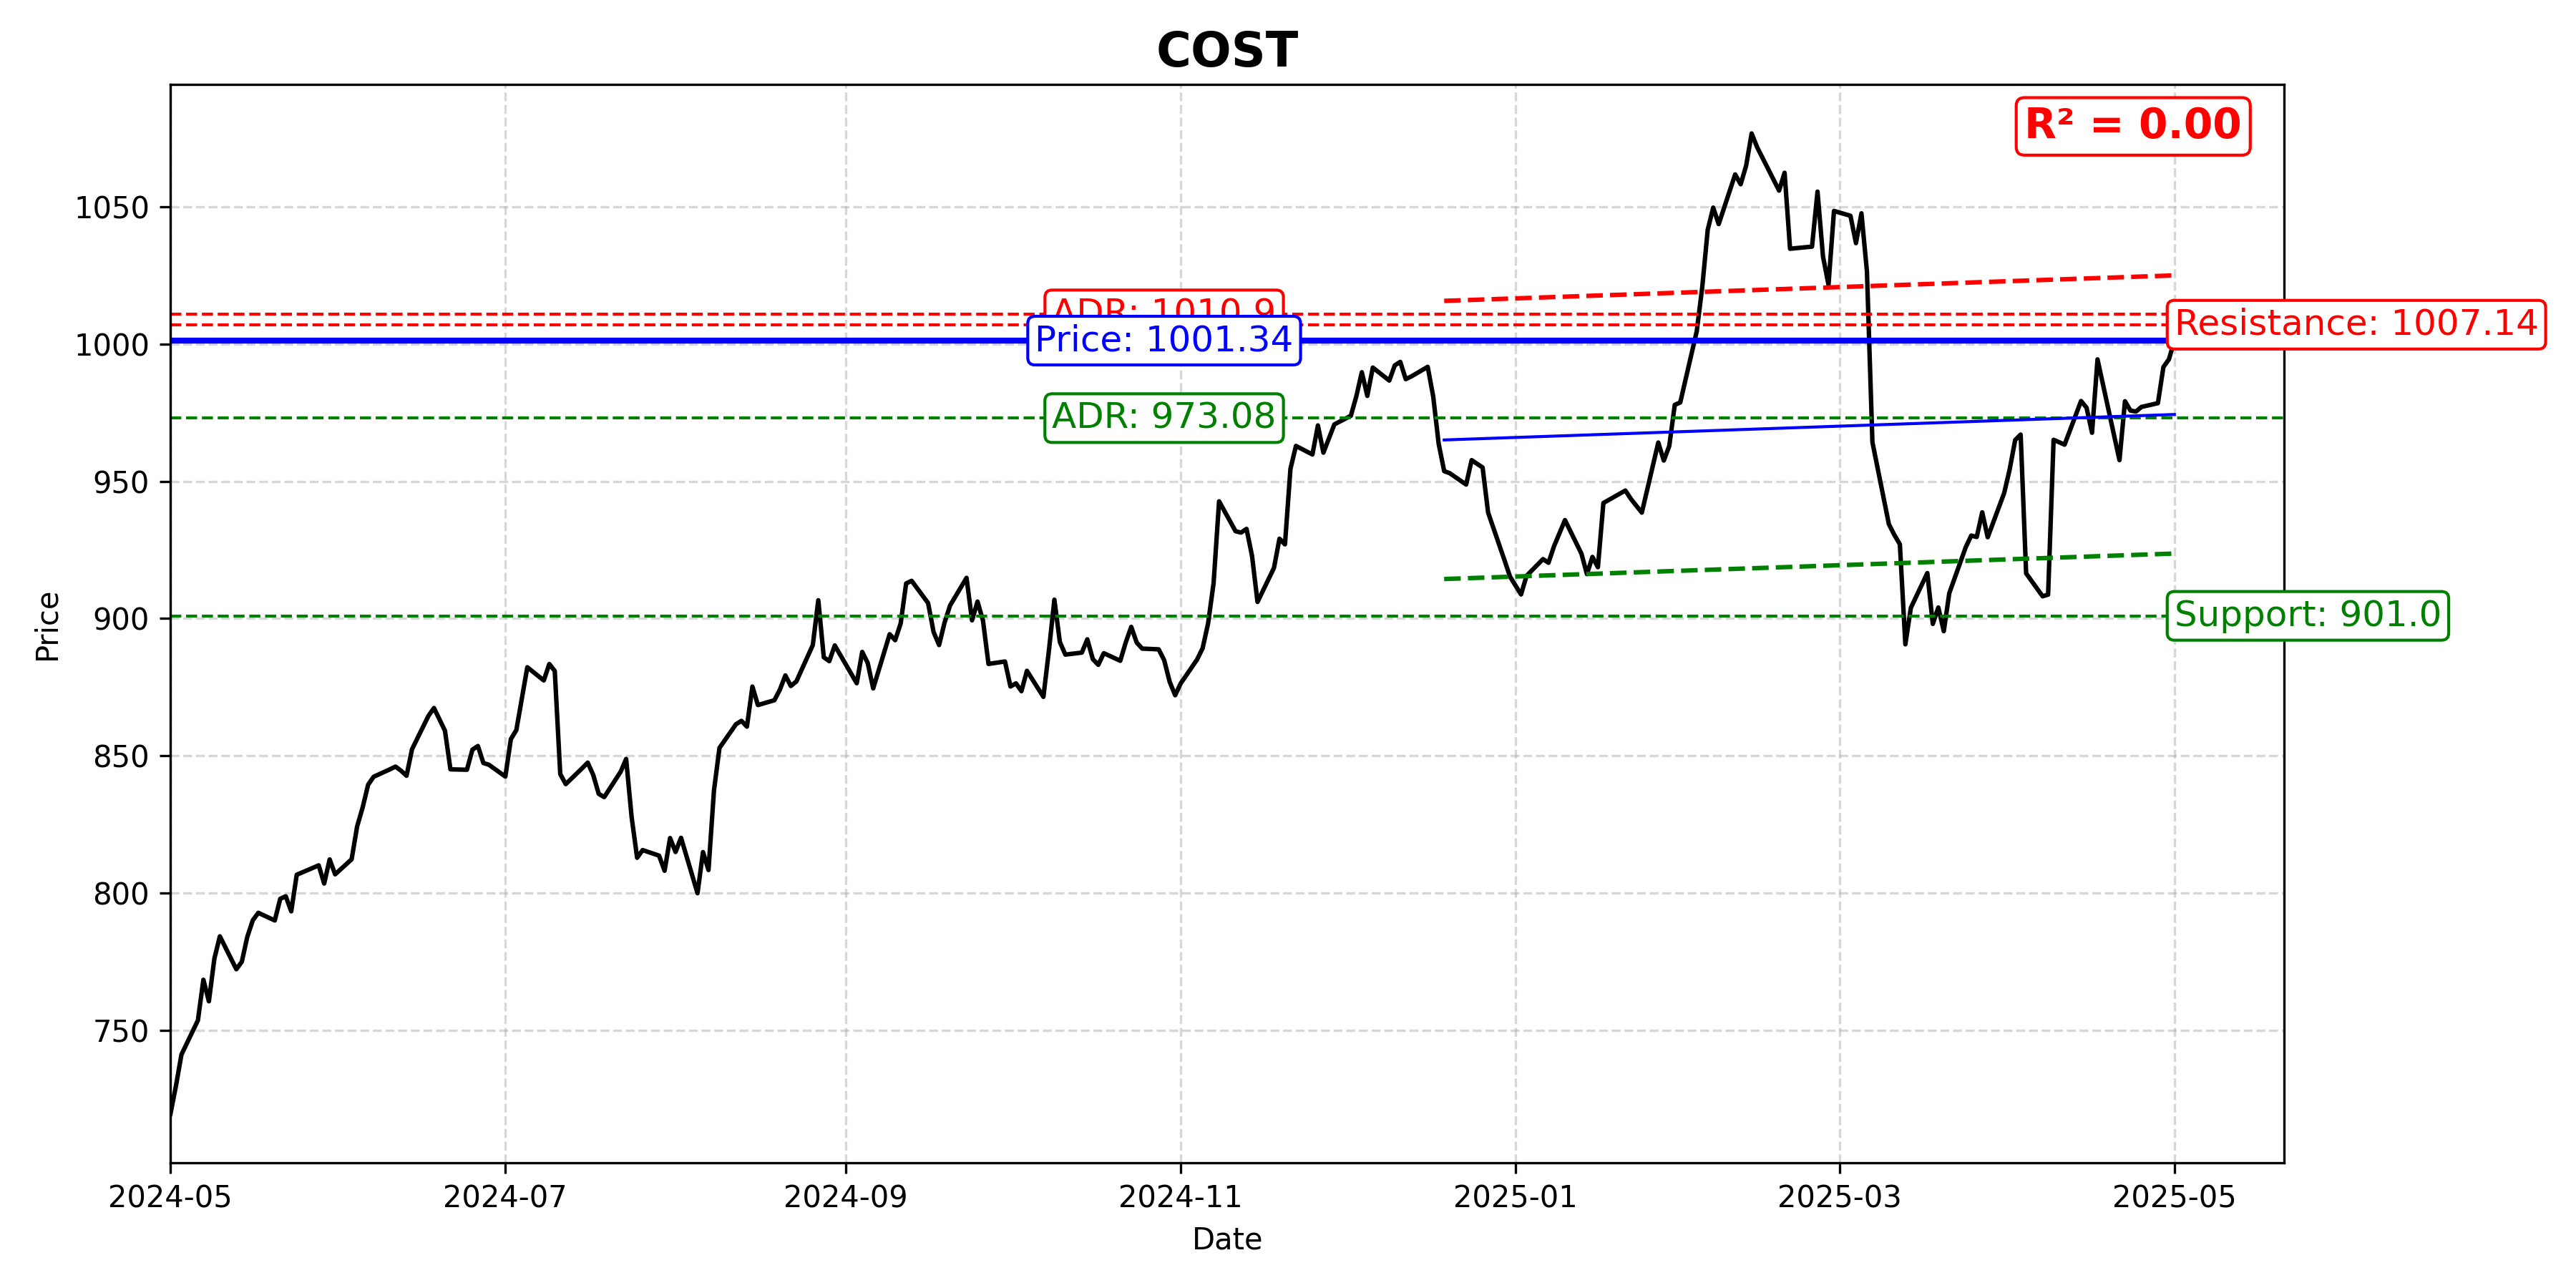 COST
R² = 0.00
1050
1000
950
900
850
800
750
Price
ADR: 1010.9
Price: 1001.34
Resistance: 1007.14
ADR: 973.08
Support: 901.0
2024-05
2024-07
2024-09
2024-11
2025-01
2025-03
2025-05
Date